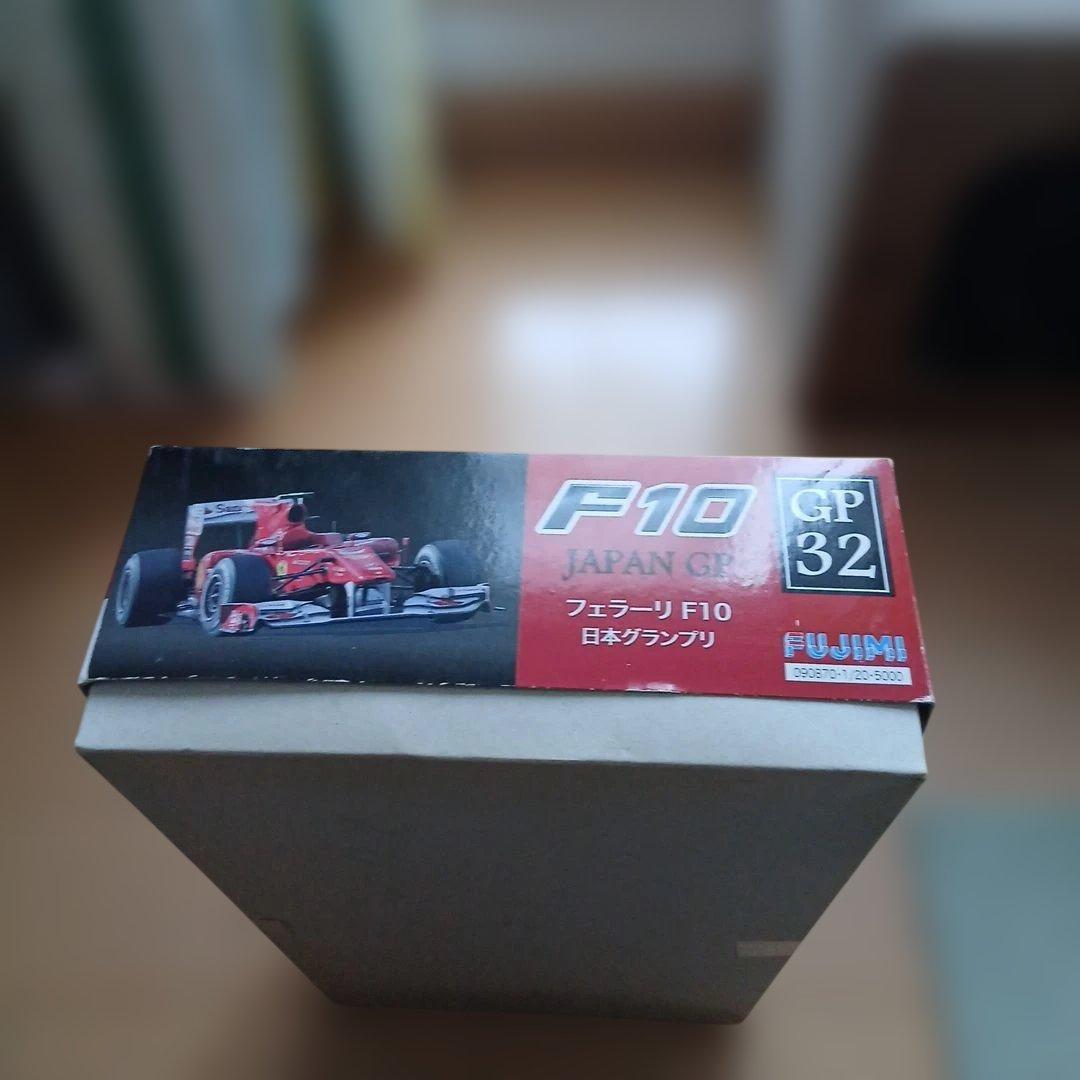 F10
JAPAN GP
フェラーリ F10
日本グランプリ
GP
32
FUJIMI
090870-1/20-5000